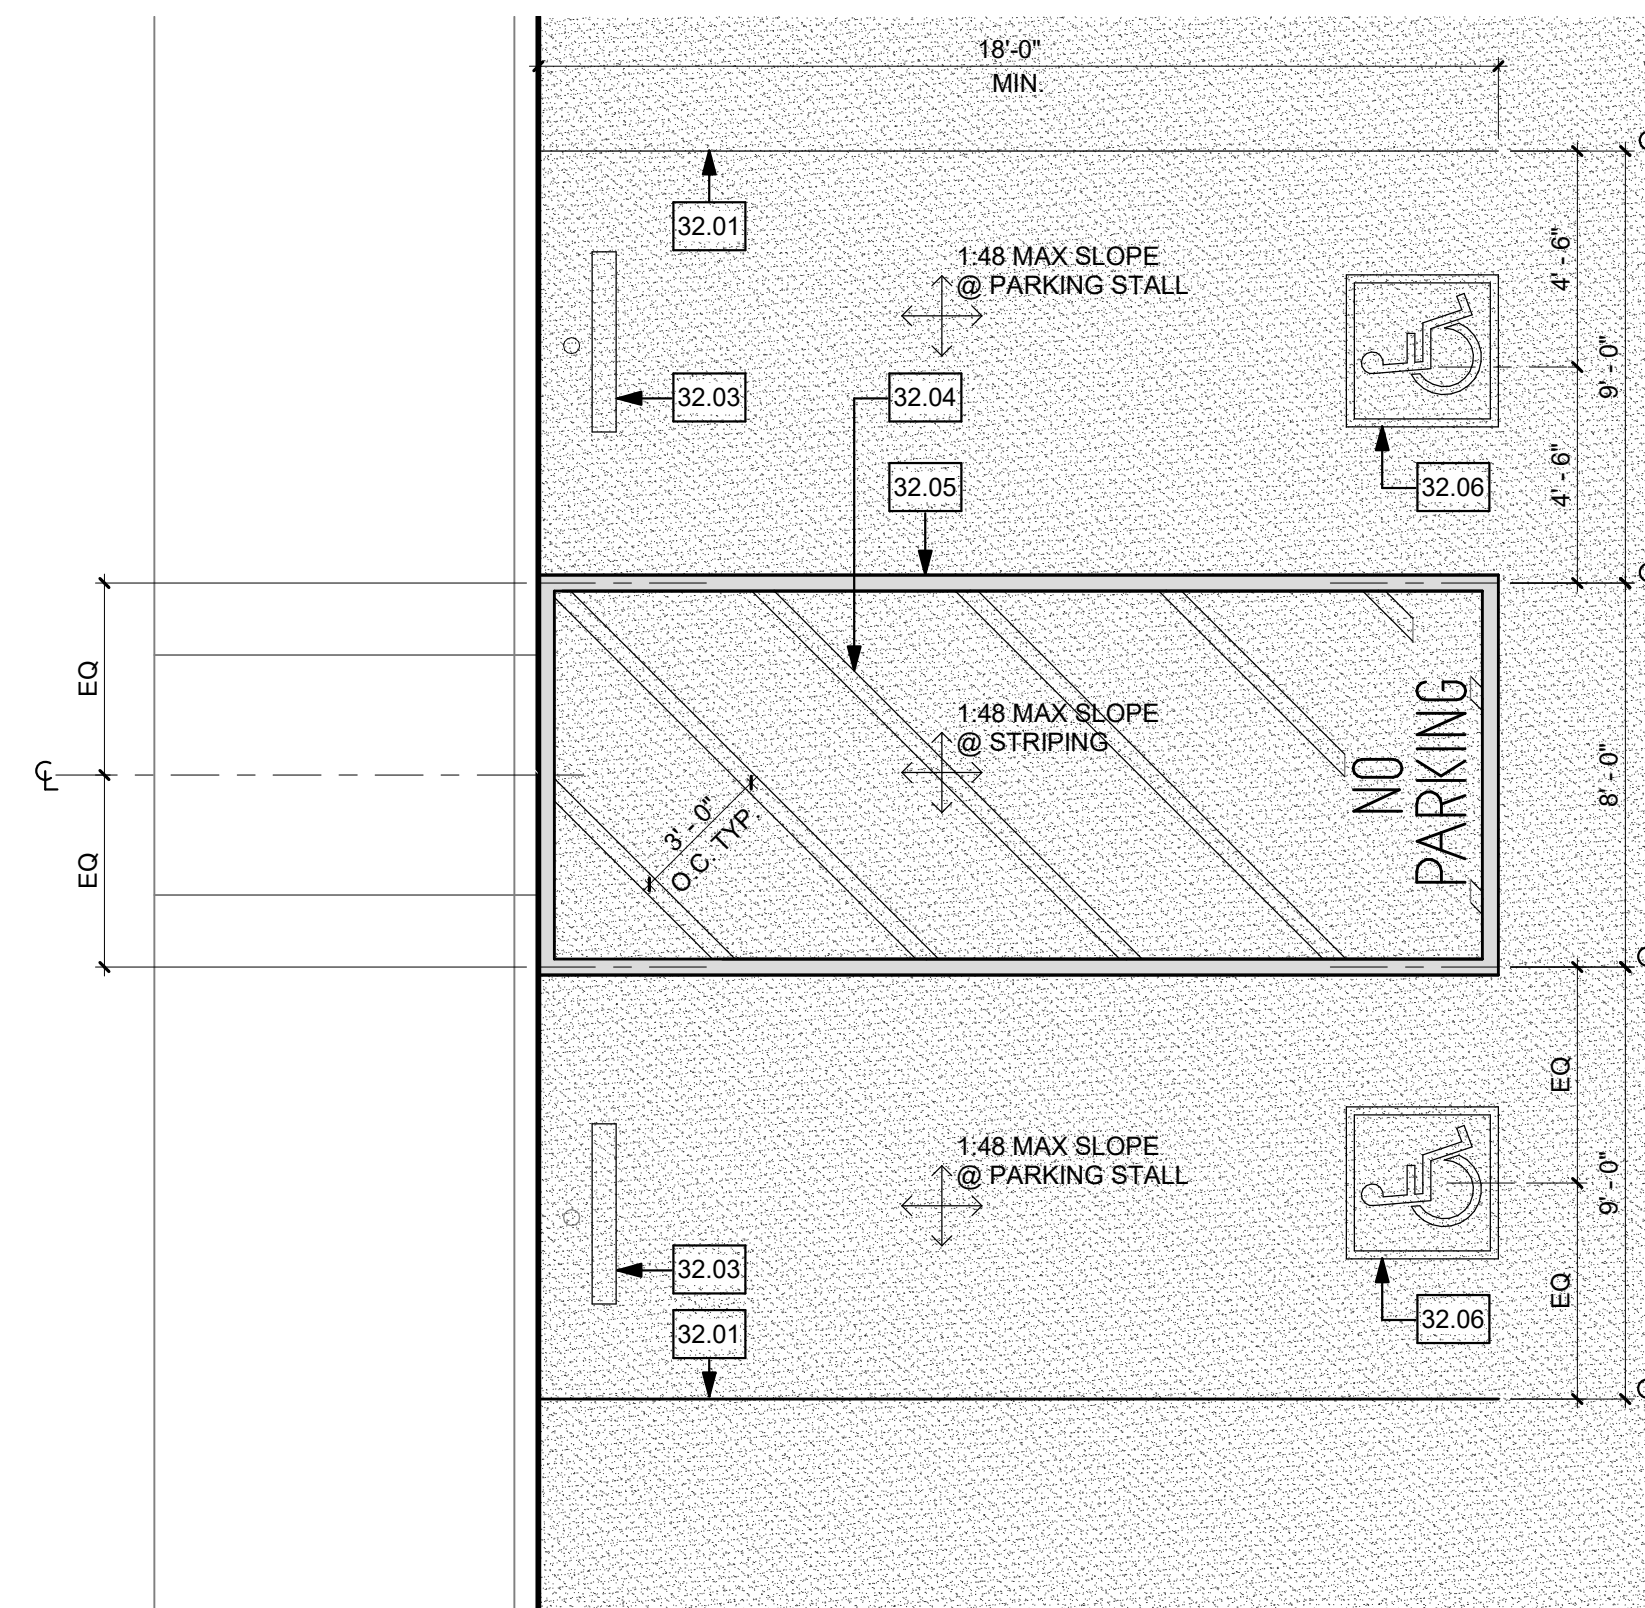 18'-0"
MIN.
32.01
1:48 MAX SLOPE
@ PARKING STALL
4' - 6"
9' - 0"
32.03
32.04
32.05
32.06
4' - 6"
EQ
1:48 MAX SLOPE
@ STRIPING
NO
PARKING
8' - 0"
℄
3' - 0"
O.C. TYP.
EQ
EQ
1:48 MAX SLOPE
@ PARKING STALL
9' - 0"
32.03
EQ
32.06
32.01